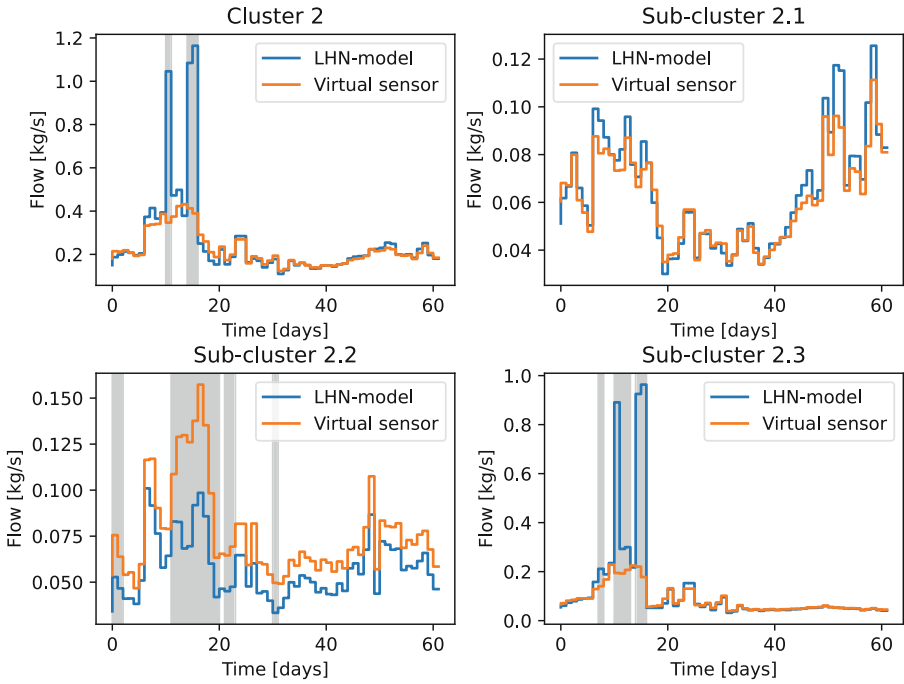 Cluster 2
Flow [kg/s]
1.2
1.0
0.8
0.6
0.4
0.2
LHN-model
Virtual sensor
0
20
40
60
Time [days]
Sub-cluster 2.1
Flow [kg/s]
0.12
0.10
0.08
0.06
0.04
LHN-model
Virtual sensor
0
20
40
60
Time [days]
Sub-cluster 2.2
Flow [kg/s]
0.150
0.125
0.100
0.075
0.050
LHN-model
Virtual sensor
0
20
40
60
Time [days]
Sub-cluster 2.3
Flow [kg/s]
1.0
0.8
0.6
0.4
0.2
0.0
LHN-model
Virtual sensor
0
20
40
60
Time [days]